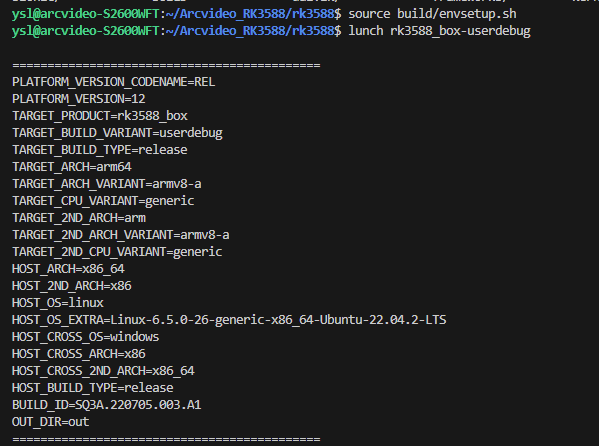 ysl@arcvideo-S2600WFT:~/Arcvideo_RK3588/rk3588$ source build/envsetup.sh
ysl@arcvideo-S2600WFT:~/Arcvideo_RK3588/rk3588$ lunch rk3588_box-userdebug
============================================
PLATFORM_VERSION_CODENAME=REL
PLATFORM_VERSION=12
TARGET_PRODUCT=rk3588_box
TARGET_BUILD_VARIANT=userdebug
TARGET_BUILD_TYPE=release
TARGET_ARCH=arm64
TARGET_ARCH_VARIANT=armv8-a
TARGET_CPU_VARIANT=generic
TARGET_2ND_ARCH=arm
TARGET_2ND_ARCH_VARIANT=armv8-a
TARGET_2ND_CPU_VARIANT=generic
HOST_ARCH=x86_64
HOST_2ND_ARCH=x86
HOST_OS=linux
HOST_OS_EXTRA=Linux-6.5.0-26-generic-x86_64-Ubuntu-22.04.2-LTS
HOST_CROSS_OS=windows
HOST_CROSS_ARCH=x86
HOST_CROSS_2ND_ARCH=x86_64
HOST_BUILD_TYPE=release
BUILD_ID=SQ3A.220705.003.A1
OUT_DIR=out
============================================